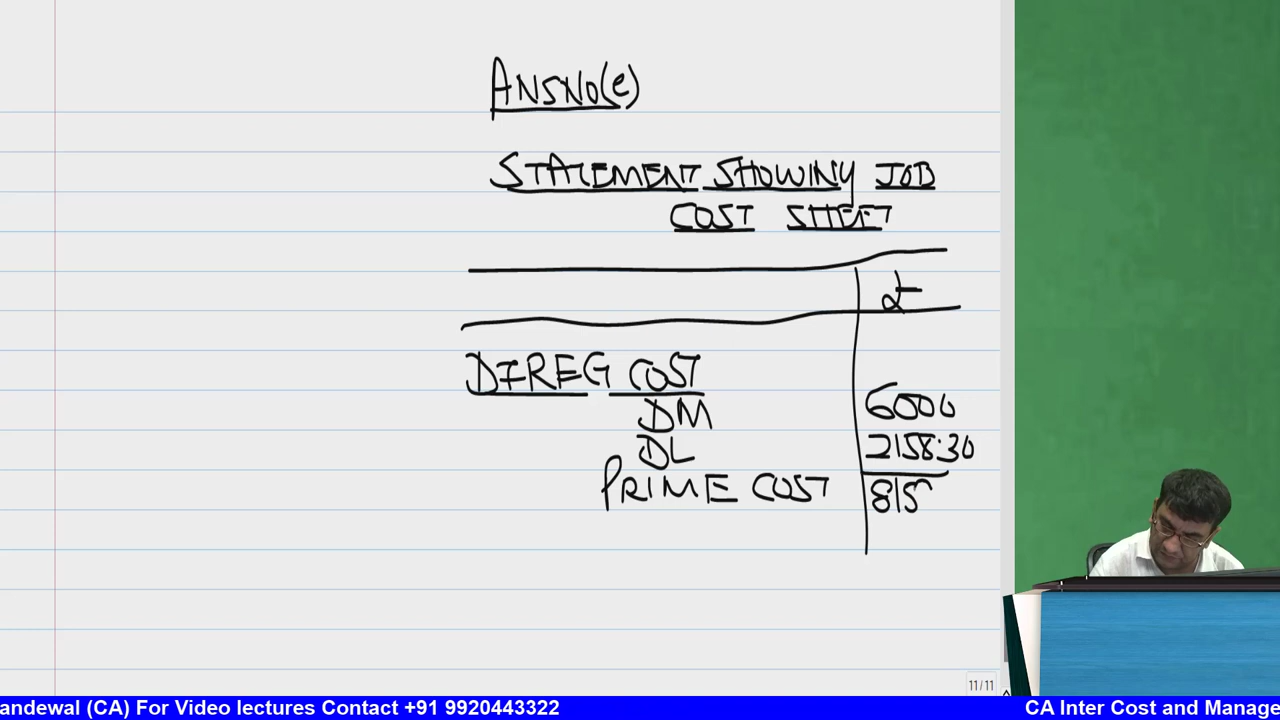 ANSNO(e)
STATEMENT SHOWING JOB
COST SHEET
DIREC COST
DM 6000
DL 2158.30
PRIME COST 815
11/11
andewal (CA) For Video lectures Contact +91 9920443322
CA Inter Cost and Manage